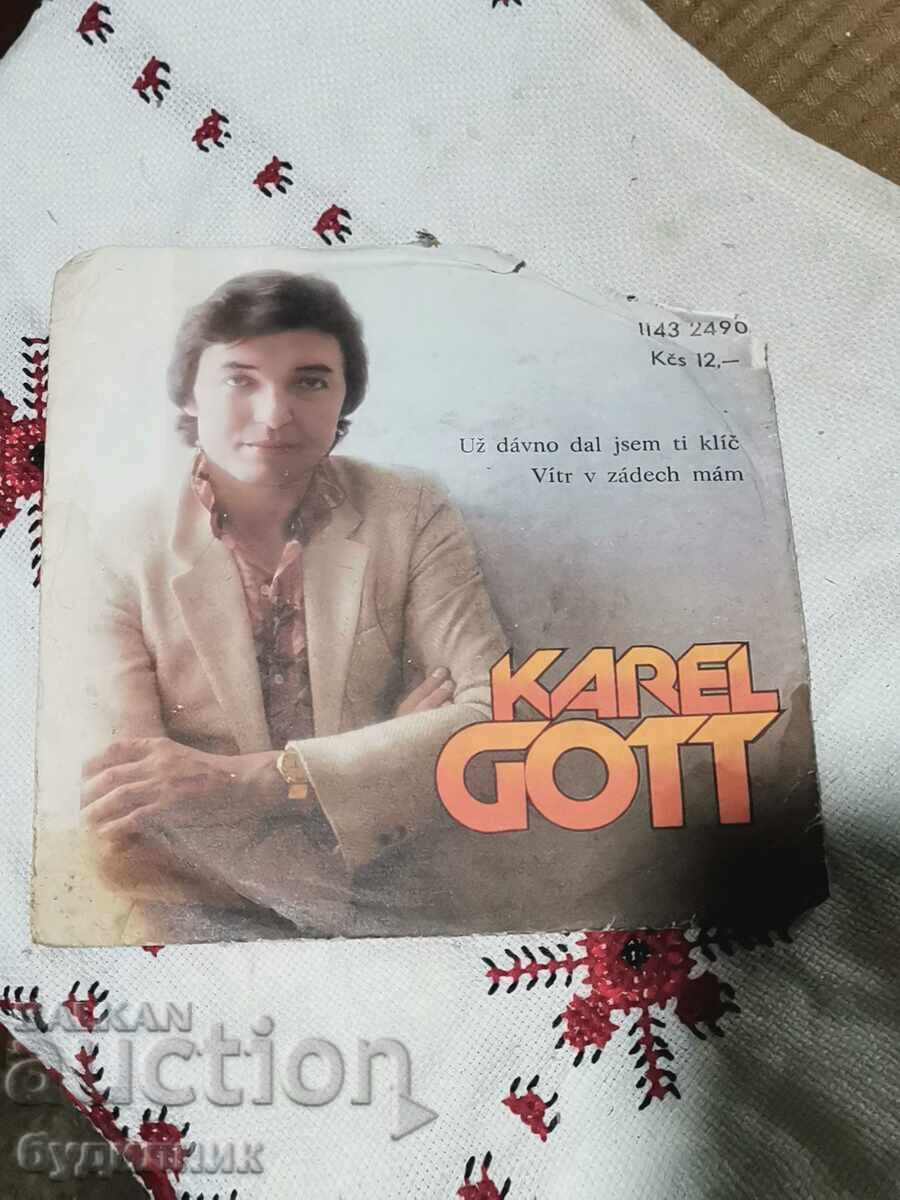 1143 2490
Kčs 12,—
Už dávno dal jsem ti klíč
Vítr v zádech mám
KAREL
GOTT
BALKAN
auction
будилник